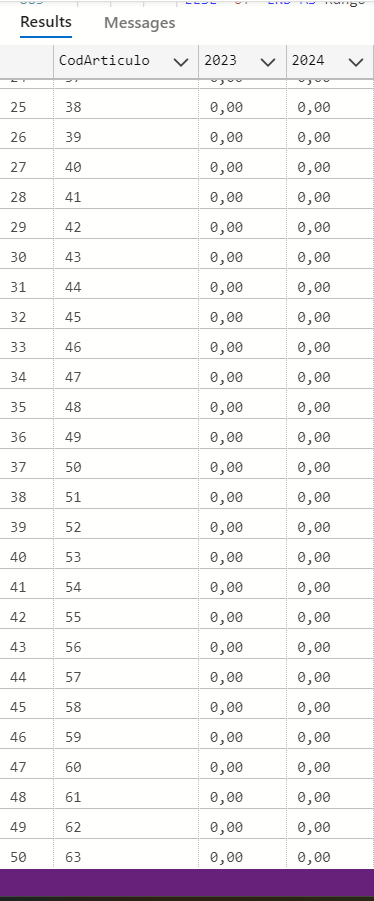 Results Messages
CodArticulo 2023 2024
25 38 0,00 0,00
26 39 0,00 0,00
27 40 0,00 0,00
28 41 0,00 0,00
29 42 0,00 0,00
30 43 0,00 0,00
31 44 0,00 0,00
32 45 0,00 0,00
33 46 0,00 0,00
34 47 0,00 0,00
35 48 0,00 0,00
36 49 0,00 0,00
37 50 0,00 0,00
38 51 0,00 0,00
39 52 0,00 0,00
40 53 0,00 0,00
41 54 0,00 0,00
42 55 0,00 0,00
43 56 0,00 0,00
44 57 0,00 0,00
45 58 0,00 0,00
46 59 0,00 0,00
47 60 0,00 0,00
48 61 0,00 0,00
49 62 0,00 0,00
50 63 0,00 0,00